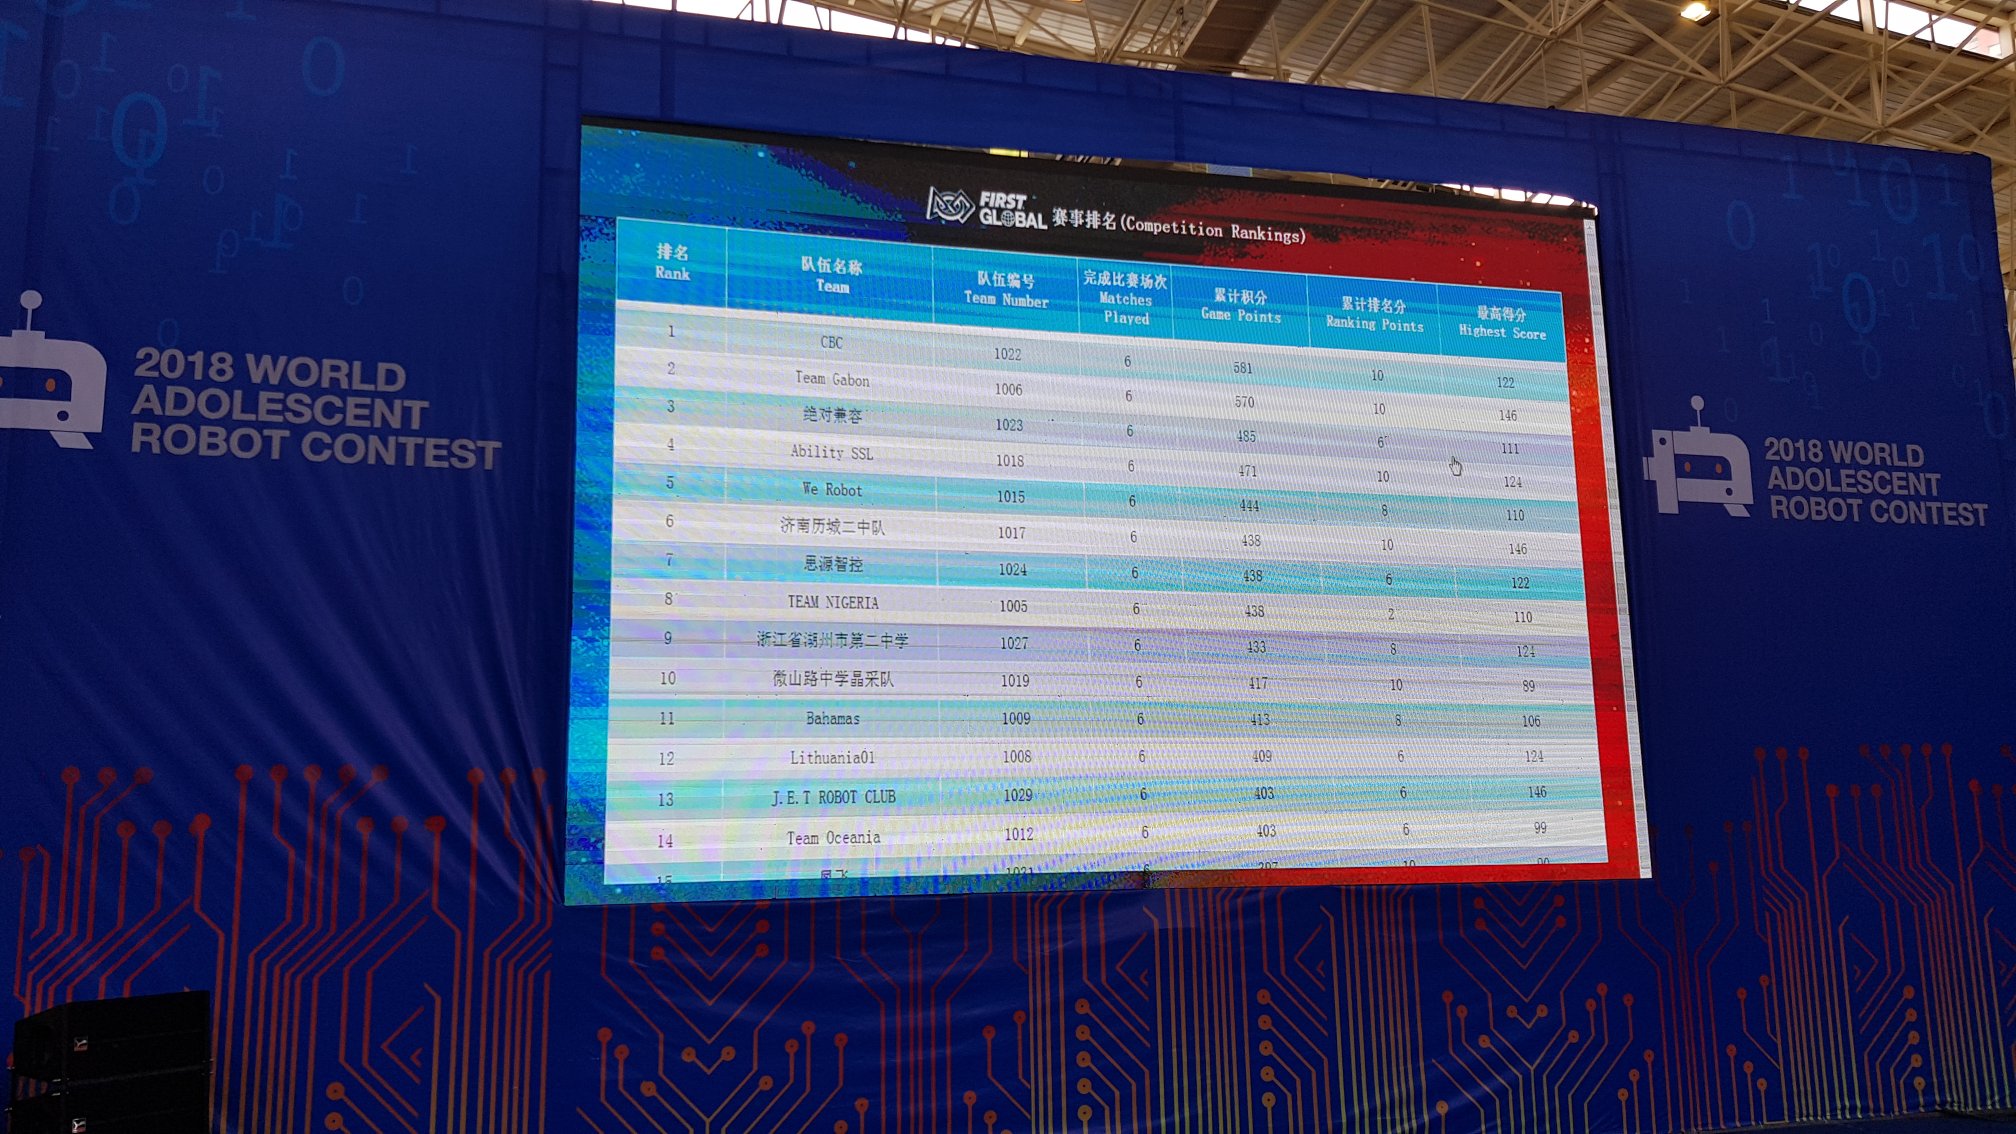 FIRST
GLOBAL 赛事排名(Competition Rankings)
排名 队伍名称 队伍编号 完成比赛场次 累计积分 累计排名分 最高得分
Rank Team Team Number Matches Played Game Points Ranking Points Highest Score
1 CBC 1022 6 581 10 122
2 Team Gabon 1006 6 570 10 146
3 绝对兼容 1023 6 485 6 111
4 Ability SSL 1018 6 471 10 124
5 We Robot 1015 6 444 8 110
6 济南历城二中队 1017 6 438 10 146
7 思源智控 1024 6 438 6 122
8 TEAM NIGERIA 1005 6 438 2 110
9 浙江省湖州市第二中学 1027 6 433 8 124
10 微山路中学晶采队 1019 6 417 10 89
11 Bahamas 1009 6 413 8 106
12 Lithuania01 1008 6 409 6 124
13 J.E.T ROBOT CLUB 1029 6 403 6 146
14 Team Oceania 1012 6 403 6 99
15 1021 6 397 10
2018 WORLD
ADOLESCENT
ROBOT CONTEST
2018 WORLD
ADOLESCENT
ROBOT CONTEST